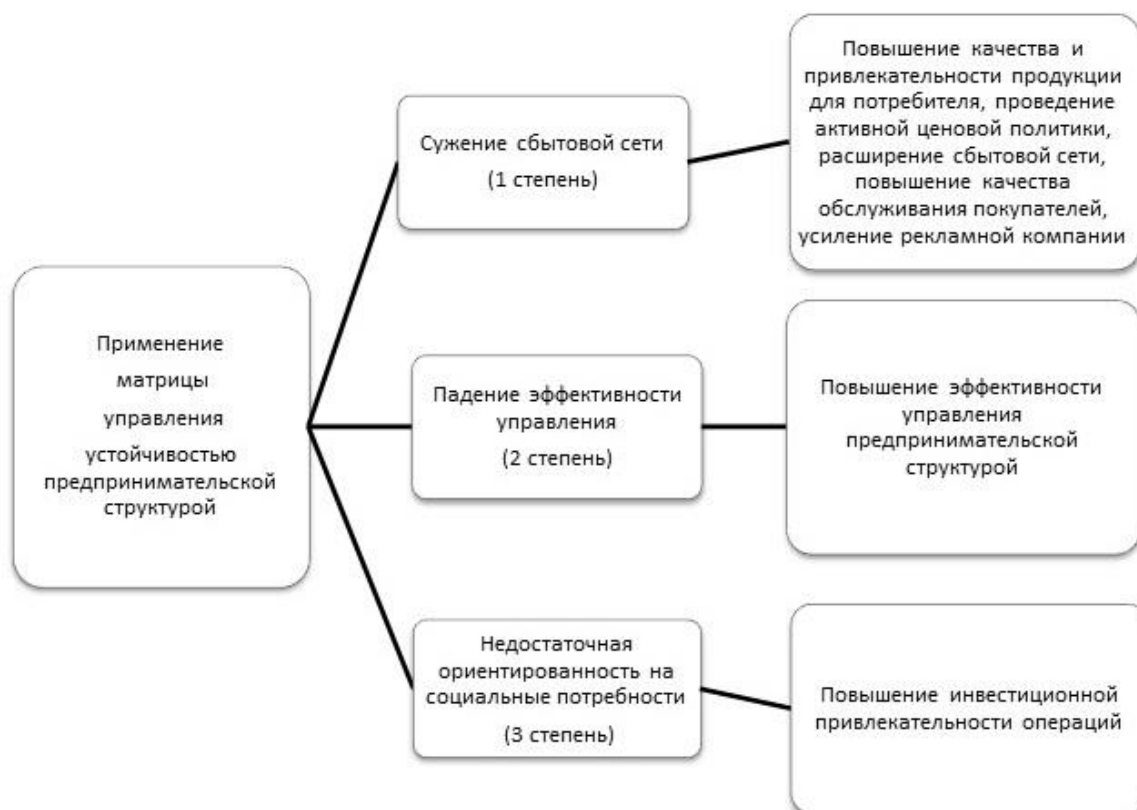 Применение
матрицы
управления
устойчивостью
предпринимательской
структурой
Сужение сбытовой сети
(1 степень)
Повышение качества и
привлекательности продукции
для потребителя, проведение
активной ценовой политики,
расширение сбытовой сети,
повышение качества
обслуживания покупателей,
усиление рекламной компании
Падение эффективности
управления
(2 степень)
Повышение эффективности
управления
предпринимательской
структурой
Недостаточная
ориентированность на
социальные потребности
(3 степень)
Повышение инвестиционной
привлекательности операций